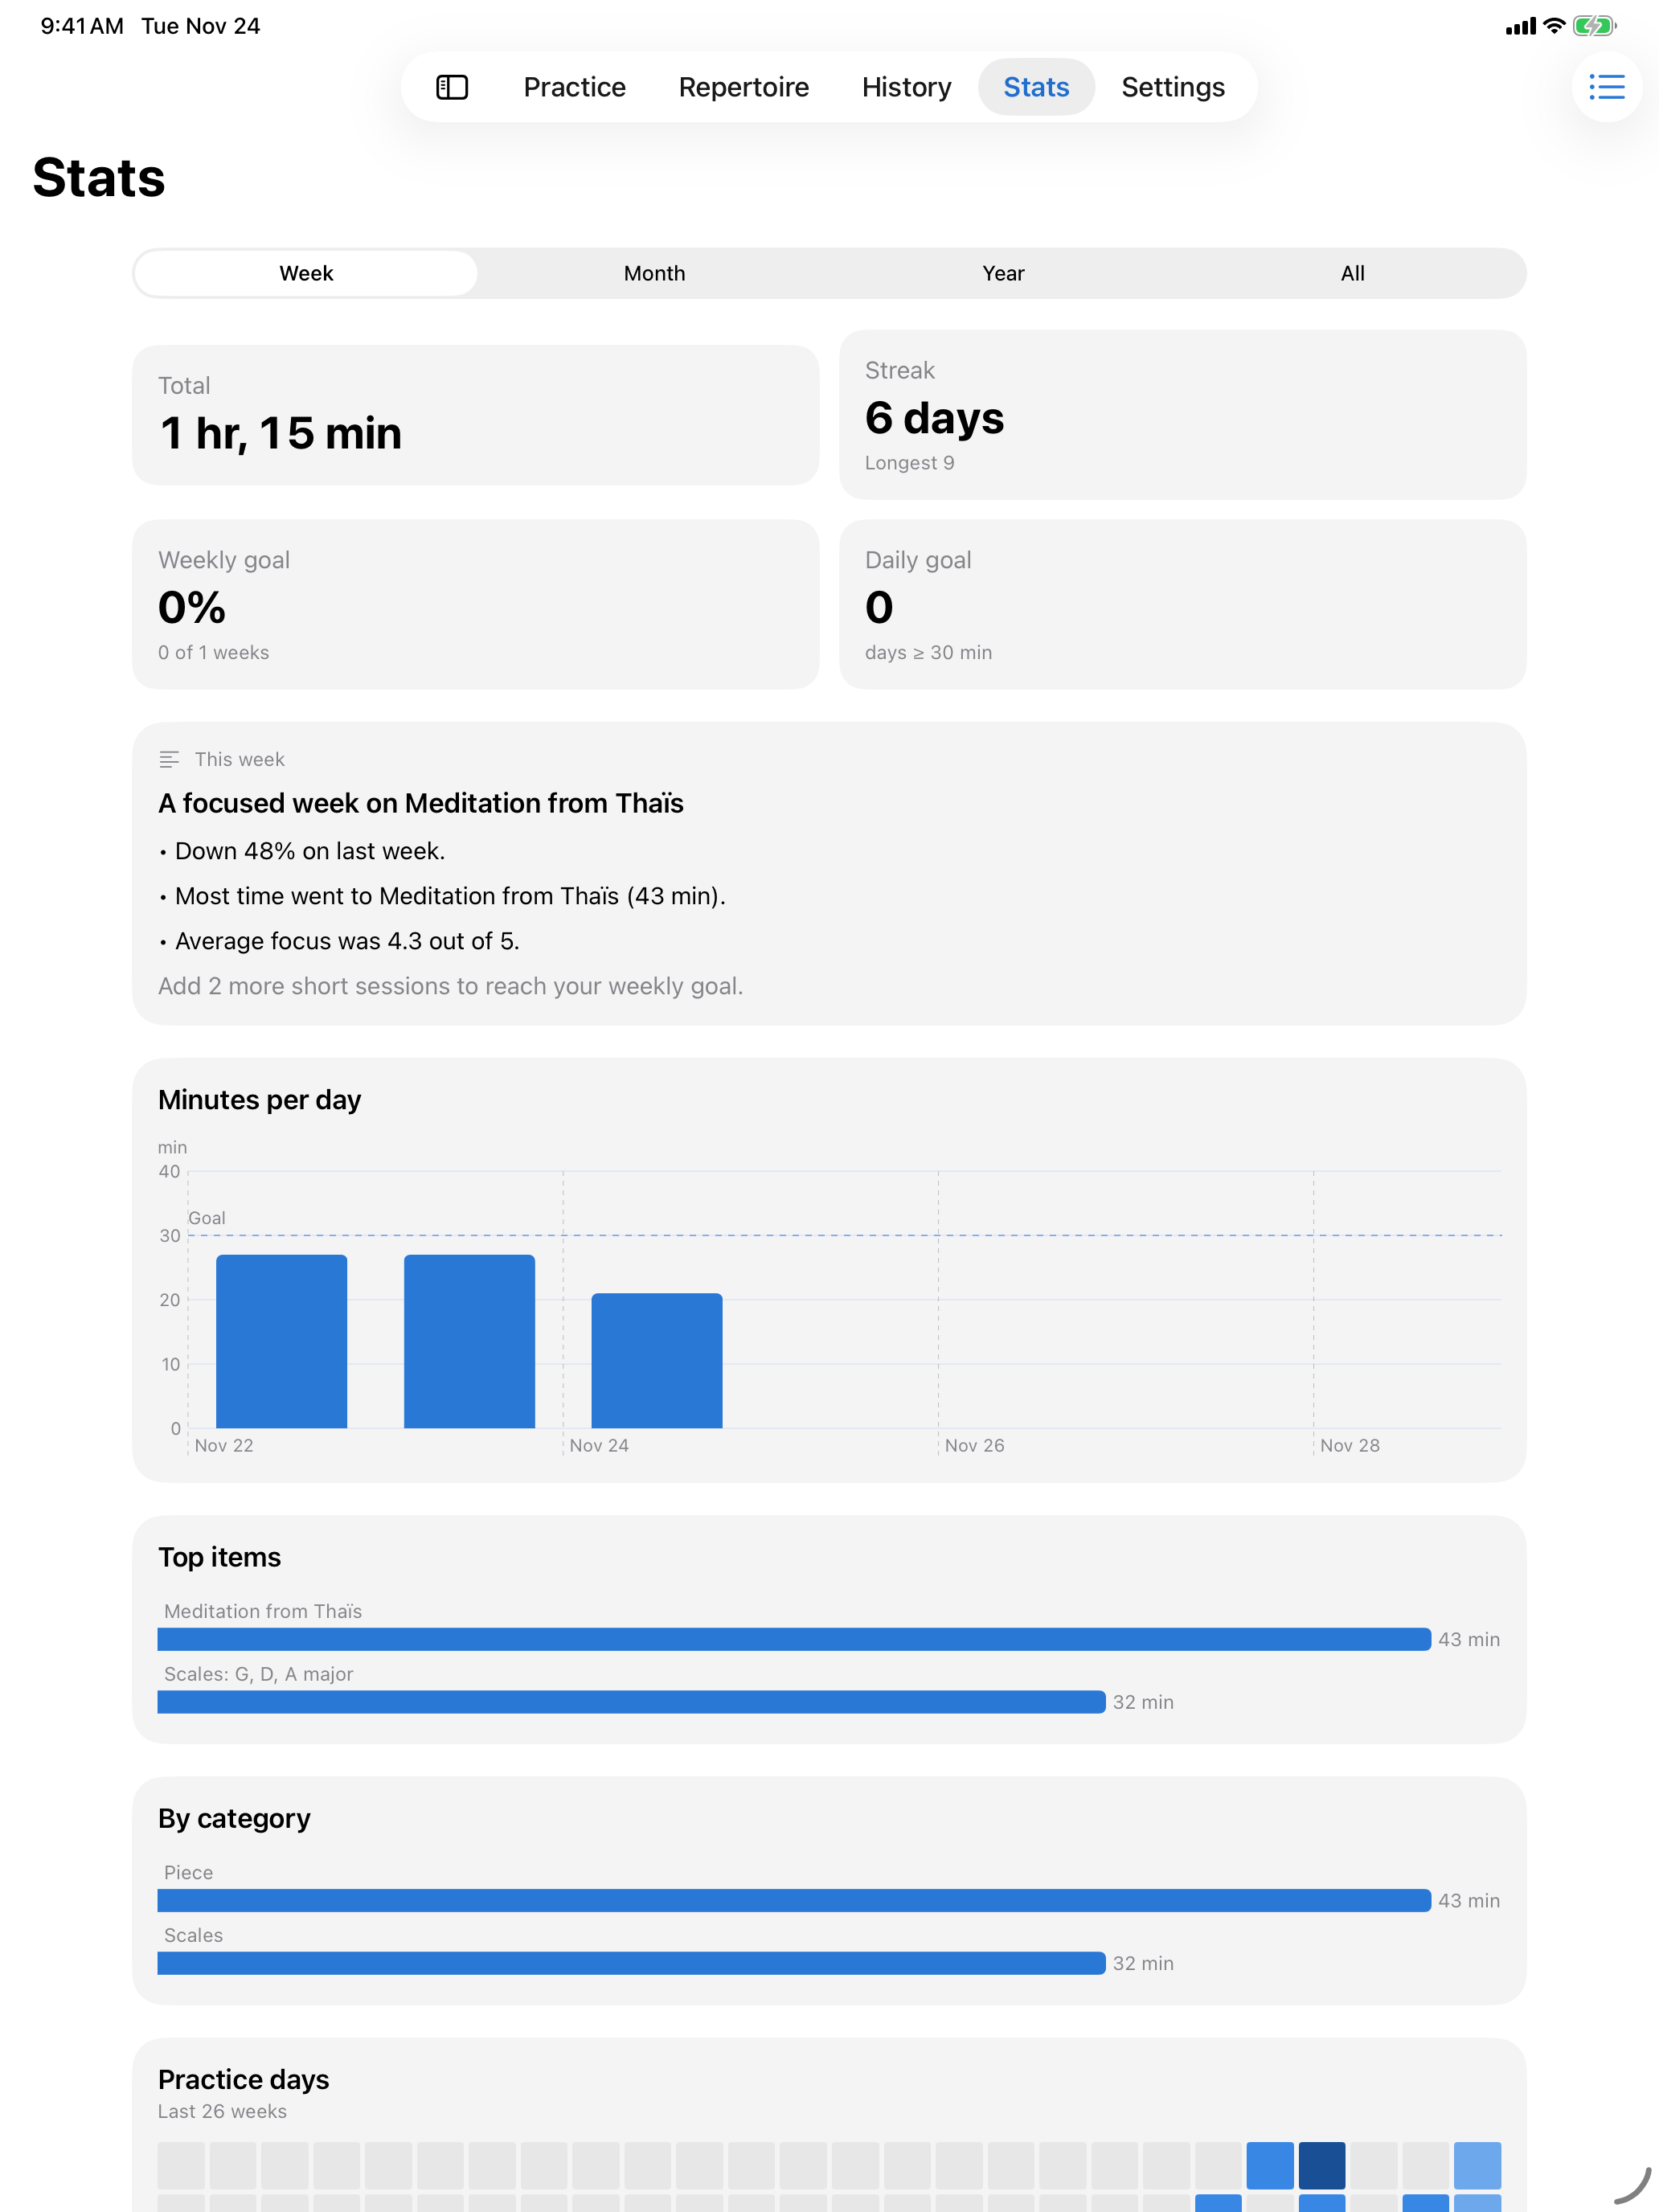 9:41 AM Tue Nov 24
Practice Repertoire History Stats Settings
Stats
Week Month Year All
Total
1 hr, 15 min
Streak
6 days
Longest 9
Weekly goal
0%
0 of 1 weeks
Daily goal
0
days ≥ 30 min
This week
A focused week on Meditation from Thaïs
• Down 48% on last week.
• Most time went to Meditation from Thaïs (43 min).
• Average focus was 4.3 out of 5.
Add 2 more short sessions to reach your weekly goal.
Minutes per day
min
40
Goal
30
20
10
0
Nov 22 Nov 24 Nov 26 Nov 28
Top items
Meditation from Thaïs
43 min
Scales: G, D, A major
32 min
By category
Piece
43 min
Scales
32 min
Practice days
Last 26 weeks